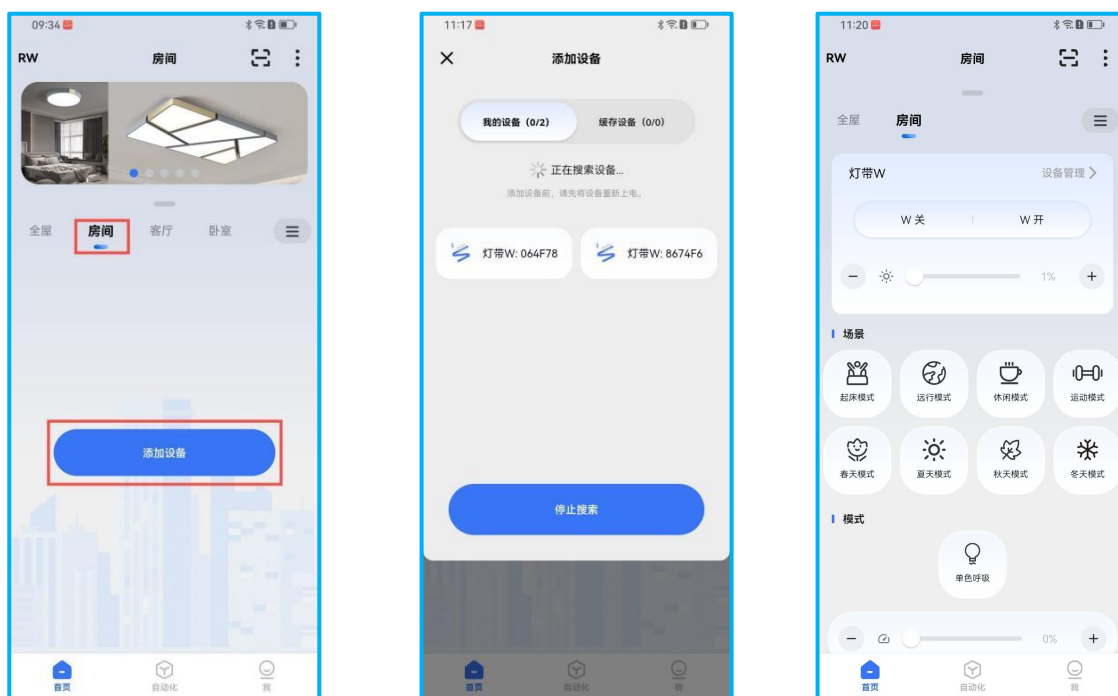 09:34
RW
房间
全屋
房间
客厅
卧室
添加设备
首页
自动化
我
11:17
添加设备
我的设备（0/2）
缓存设备（0/0）
正在搜索设备...
添加设备前，请先将设备重新上电。
灯带W: 064F78
灯带W: 8674F6
停止搜索
首页
自动化
我
11:20
RW
房间
全屋
房间
灯带W
设备管理
W 关
W 开
1%
场景
起床模式
远行模式
休闲模式
运动模式
春天模式
夏天模式
秋天模式
冬天模式
模式
单色呼吸
0%
首页
自动化
我